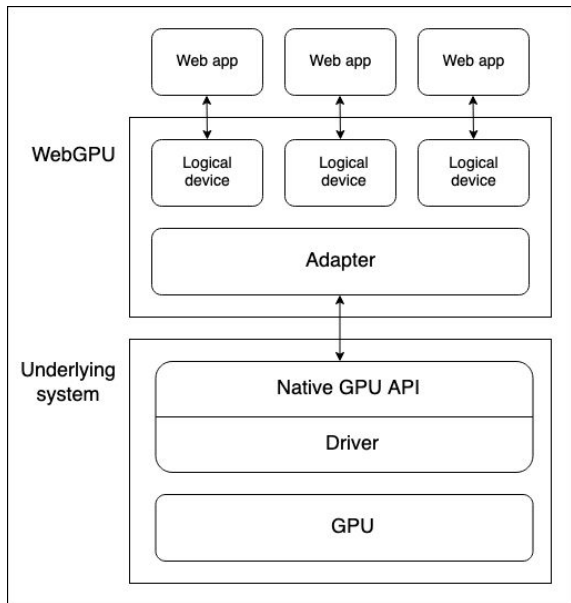 Web app
Web app
Web app
WebGPU
Logical
device
Logical
device
Logical
device
Adapter
Underlying
system
Native GPU API
Driver
GPU